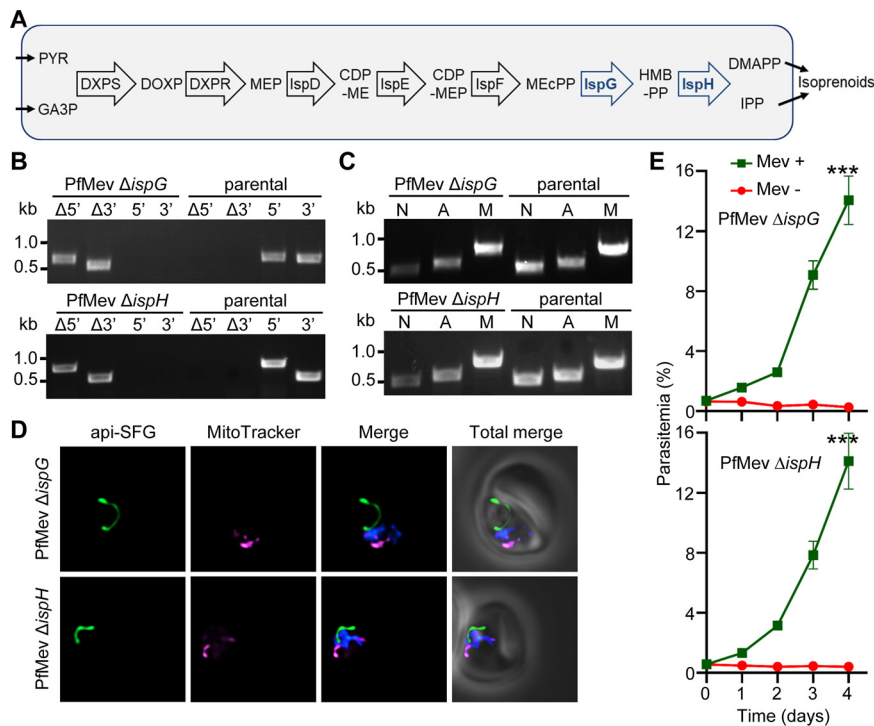 A
PYR
GA3P
DXPS
DOXP
DXPR
MEP
IspD
CDP
-ME
IspE
CDP
-MEP
IspF
MEcPP
IspG
HMB
-PP
IspH
DMAPP
IPP
Isoprenoids
B
PfMev ΔispG parental
kb Δ5' Δ3' 5' 3' Δ5' Δ3' 5' 3'
1.0
0.5
PfMev ΔispH parental
kb Δ5' Δ3' 5' 3' Δ5' Δ3' 5' 3'
1.0
0.5
C
PfMev ΔispG parental
kb N A M N A M
1.0
0.5
PfMev ΔispH parental
kb N A M N A M
1.0
0.5
D
api-SFG MitoTracker Merge Total merge
PfMev ΔispG
PfMev ΔispH
E
Mev +
Mev -
PfMev ΔispG
***
16
12
8
4
0
Parasitemia (%)
PfMev ΔispH
***
16
12
8
4
0
0 1 2 3 4
Time (days)